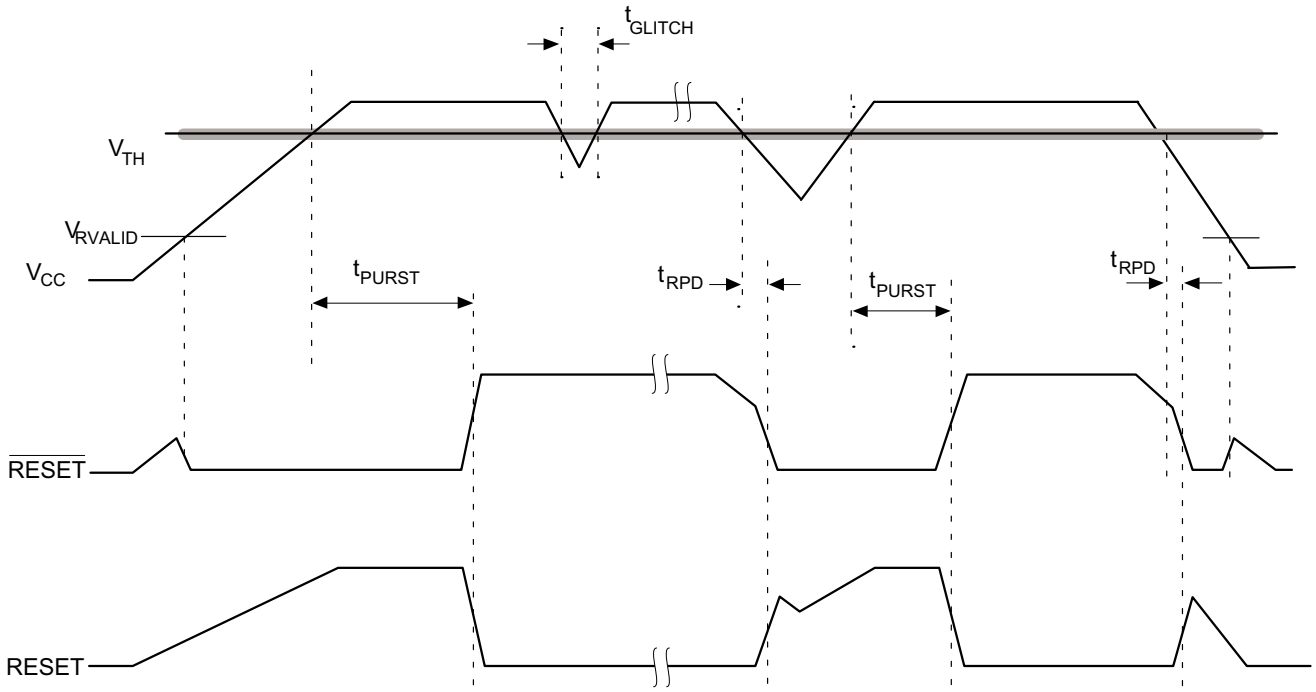 tGLITCH
VTH
VRVALID
VCC
tPURST
tRPD
tPURST
tRPD
RESET
RESET